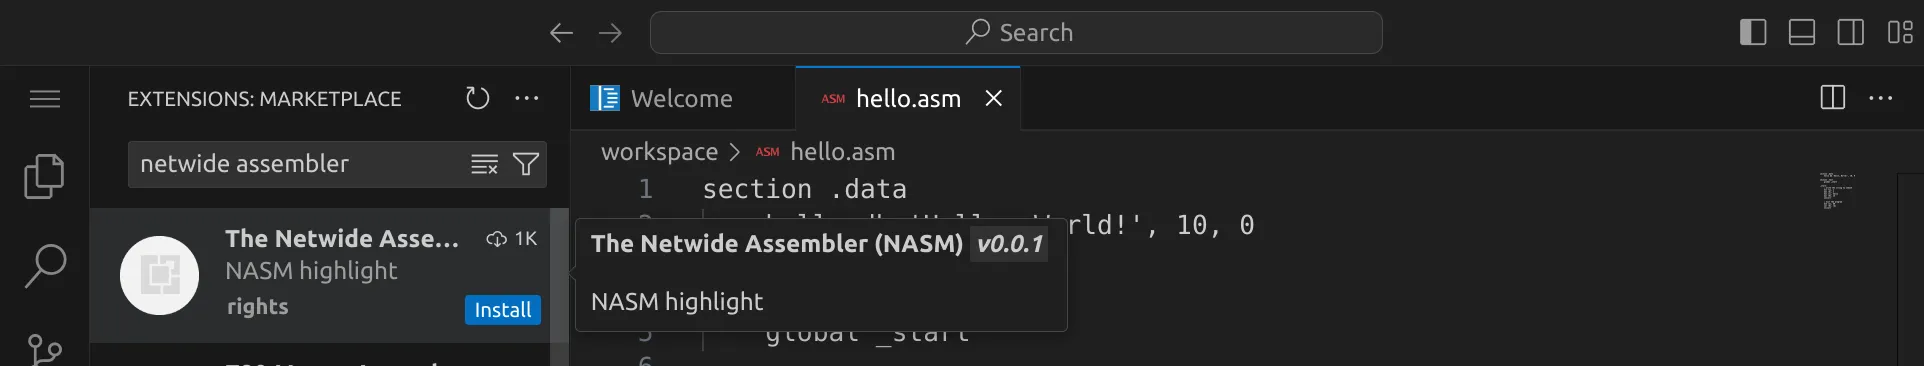 Search
EXTENSIONS: MARKETPLACE
Welcome
ASM hello.asm
netwide assembler
workspace > ASM hello.asm
1 section .data
rld!', 10, 0
The Netwide Asse... 1K
NASM highlight
rights
Install
The Netwide Assembler (NASM) v0.0.1
NASM highlight
5 global _start
6